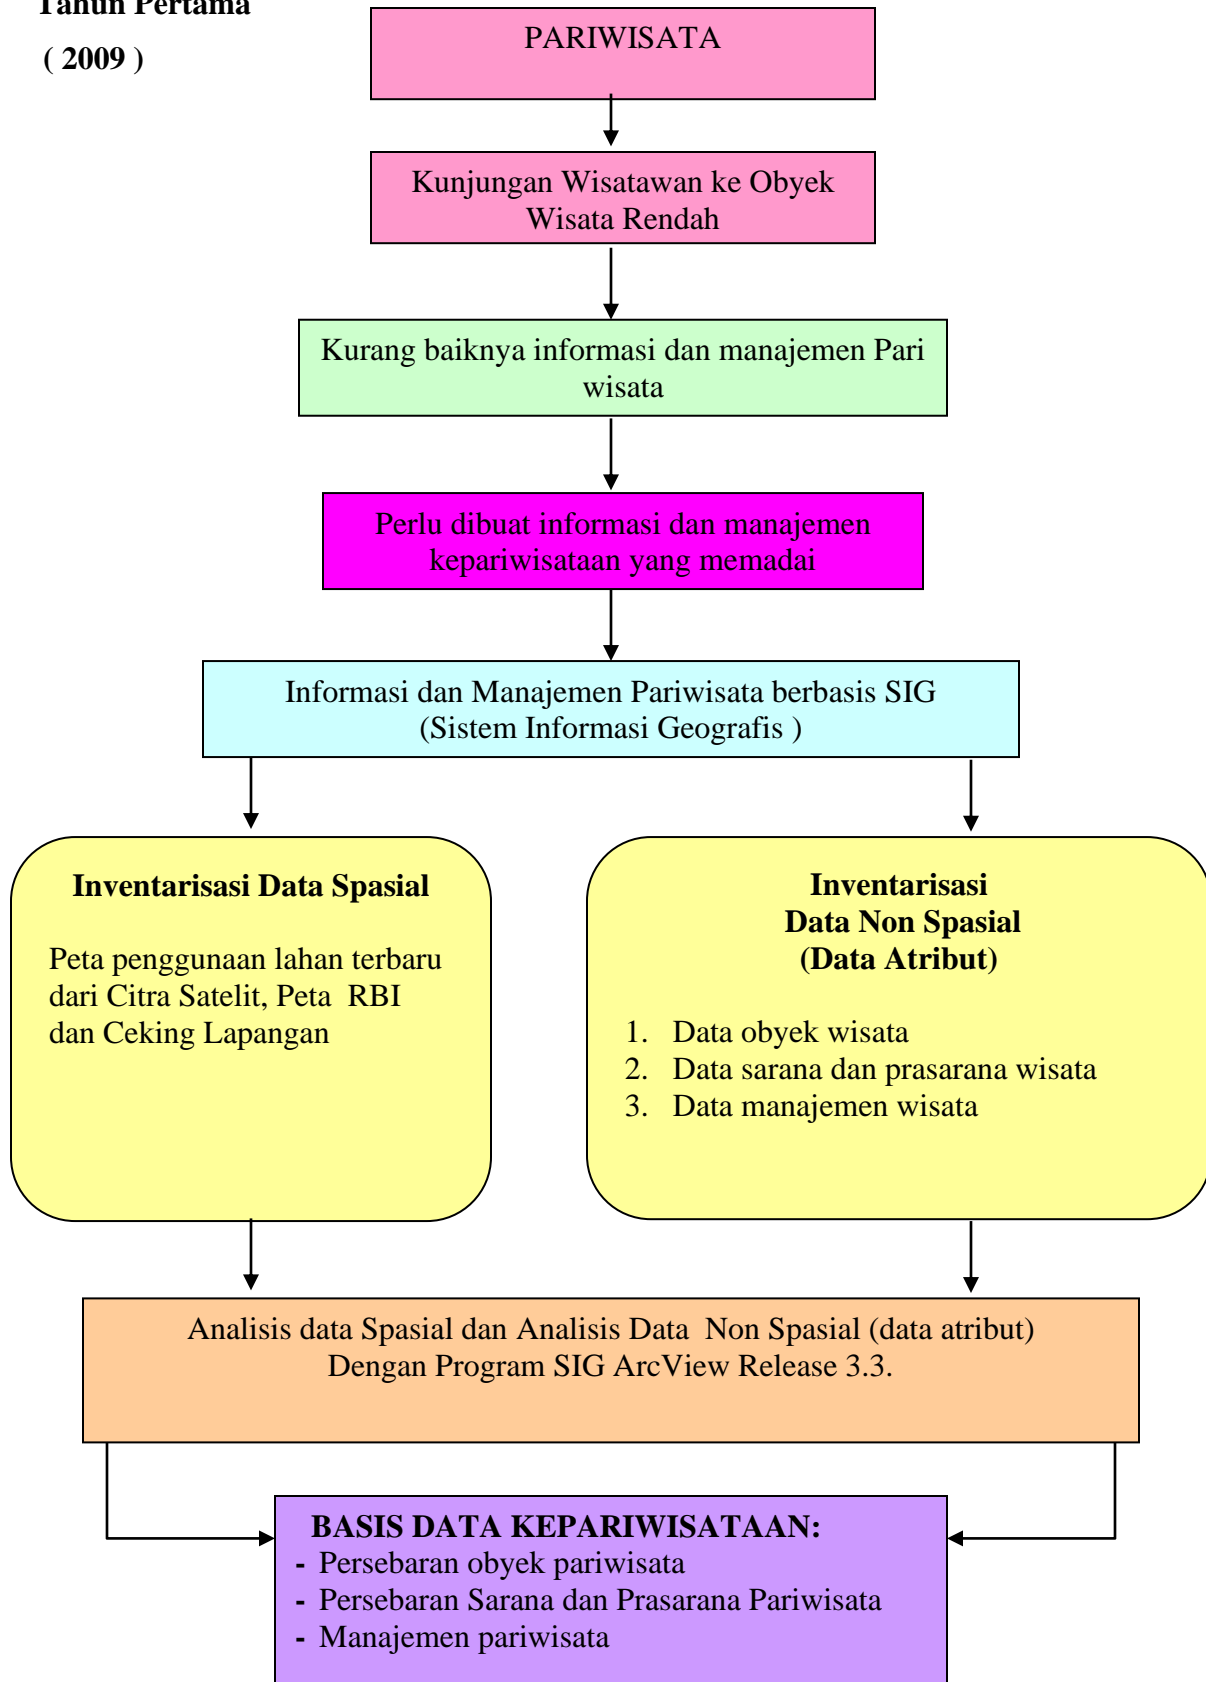 Tahun Pertama
( 2009 )
PARIWISATA
Kunjungan Wisatawan ke Obyek
Wisata Rendah
Kurang baiknya informasi dan manajemen Pari
wisata
Perlu dibuat informasi dan manajemen
kepariwisataan yang memadai
Informasi dan Manajemen Pariwisata berbasis SIG
(Sistem Informasi Geografis )
Inventarisasi Data Spasial
Peta penggunaan lahan terbaru
dari Citra Satelit, Peta RBI
dan Ceking Lapangan
Inventarisasi
Data Non Spasial
(Data Atribut)
1. Data obyek wisata
2. Data sarana dan prasarana wisata
3. Data manajemen wisata
Analisis data Spasial dan Analisis Data Non Spasial (data atribut)
Dengan Program SIG ArcView Release 3.3.
BASIS DATA KEPARIWISATAAN:
- Persebaran obyek pariwisata
- Persebaran Sarana dan Prasarana Pariwisata
- Manajemen pariwisata